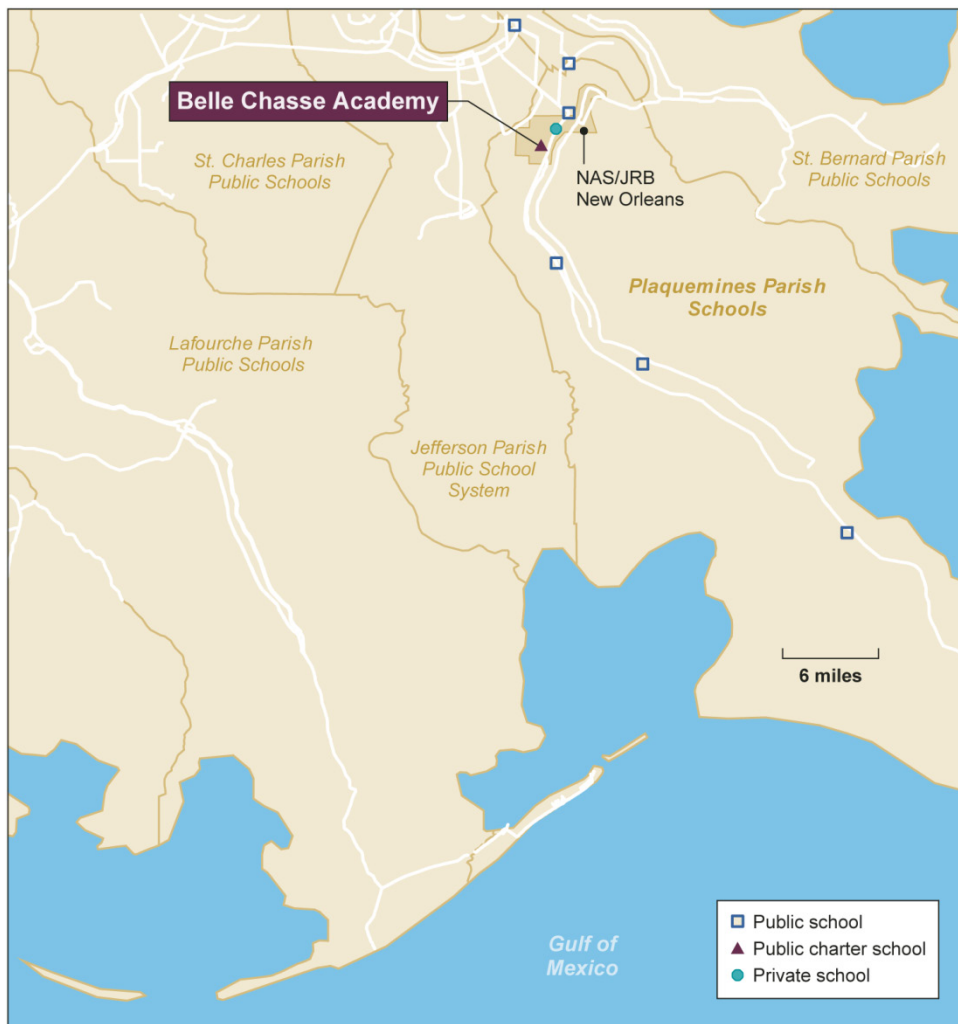 Belle Chasse Academy
St. Charles Parish
Public Schools
NAS/JRB
New Orleans
St. Bernard Parish
Public Schools
Plaquemines Parish
Schools
Lafourche Parish
Public Schools
Jefferson Parish
Public School
System
6 miles
Gulf of
Mexico
Public school
Public charter school
Private school